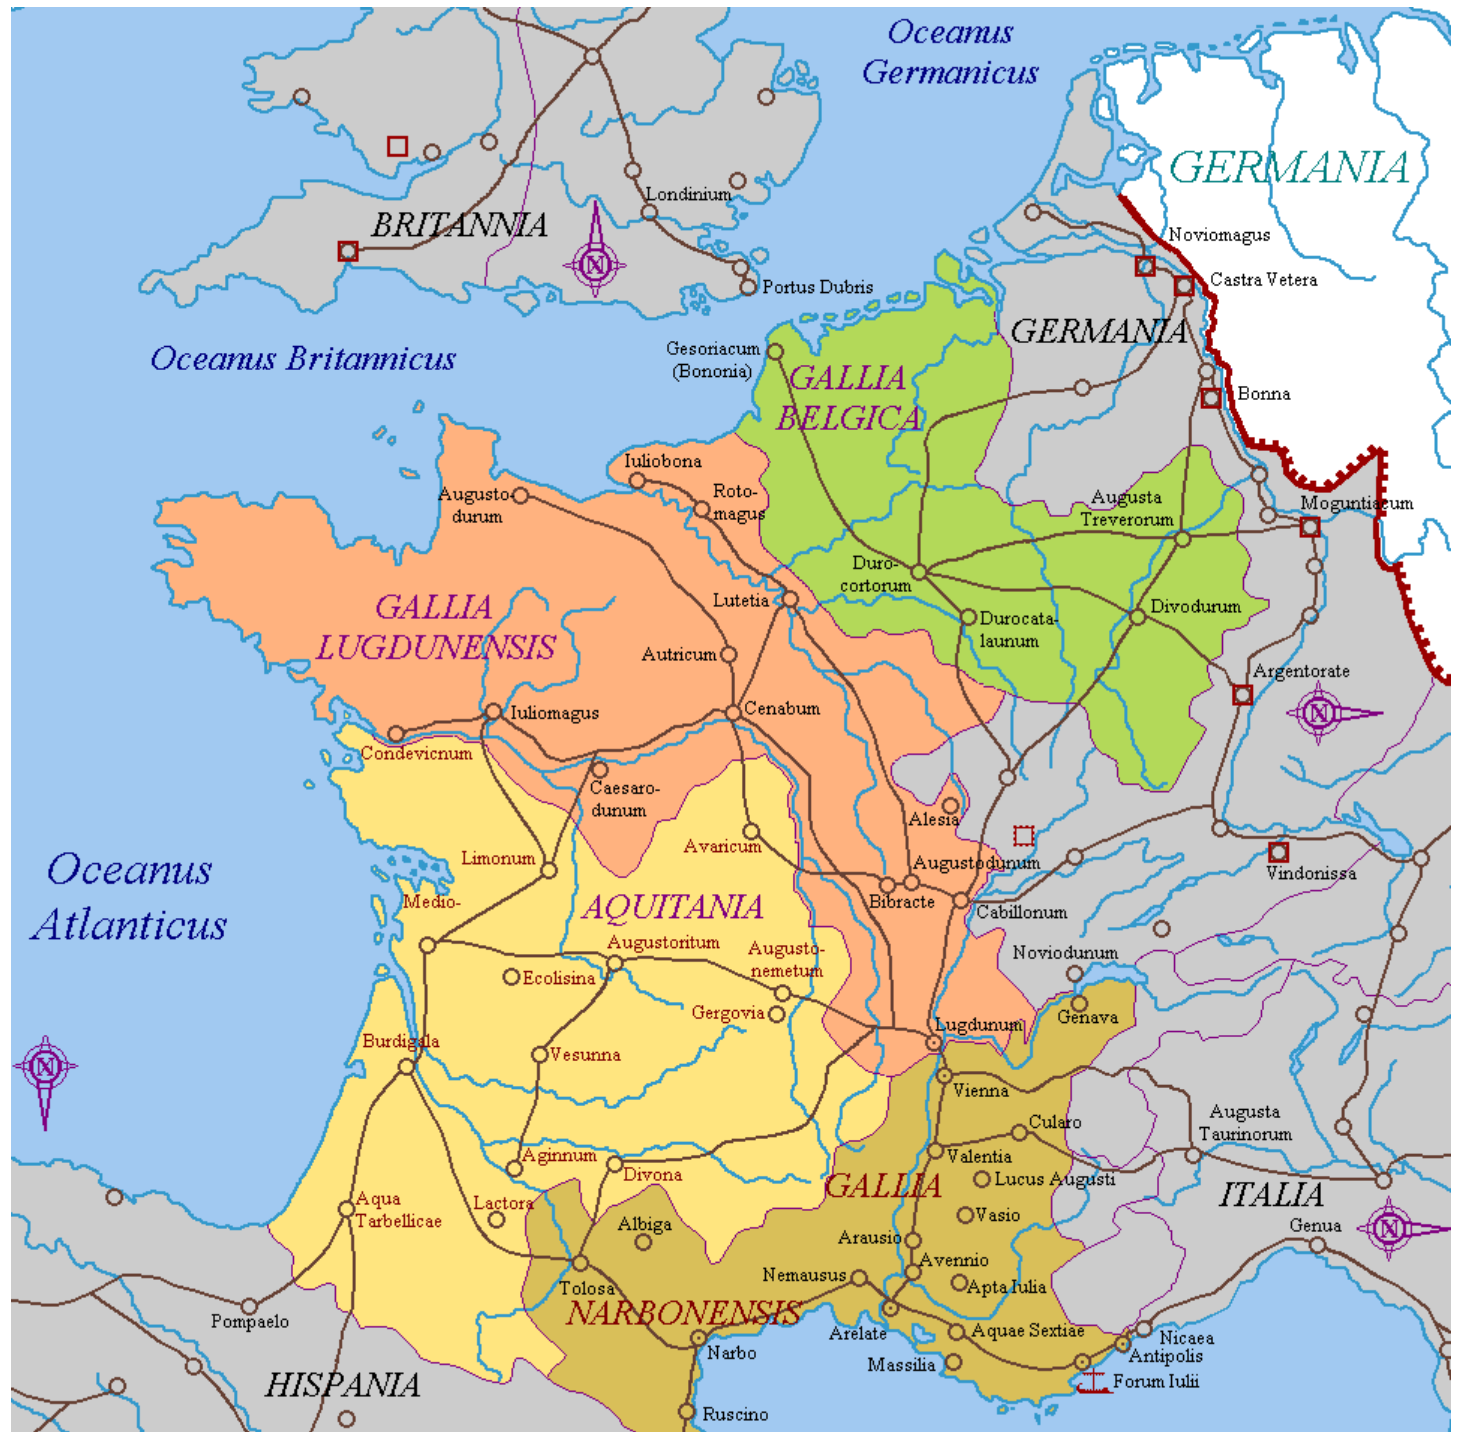 Oceanus
Germanicus
GERMANIA
Londinium
BRITANNIA
Noviomagus
Castra Vetera
Portus Dubris
GERMANIA
Oceanus Britannicus
Gesoriacum
(Bononia)
GALLIA
BELGICA
Bonna
Iuliobona
Augusto-
durum
Roto-
magus
Augusta
Treverorum
Moguntiacum
Duro-
cortorum
Lutetia
GALLIA
LUGDUNENSIS
Durocata-
launum
Divodurum
Autricum
Argentorate
N
N
Iuliomagus
Cenabum
Condevicnum
Caesaro-
dunum
Alesia
Avaricum
Limonum
Augustodunum
Vindonissa
Oceanus
Atlanticus
Medio-
AQUITANIA
Bibracte
Cabillonum
Augustoritum
Augusto-
nemetum
Noviodunum
Ecolisina
Gergovia
Genava
Lugdunum
Burdigala
Vesunna
N
Vienna
Augusta
Taurinorum
Cularo
Valentia
Aginnum
Divona
GALLIA
Lucus Augusti
ITALIA
Aqua
Tarbellicae
Lactora
Albiga
Vasio
Genua
N
Arausio
Avennio
Nemausus
Apta Iulia
Tolosa
NARBONENSIS
Pompaelo
Arelate
Aquae Sextiae
Nicaea
Antipolis
Narbo
Massilia
Forum Iulii
HISPANIA
Ruscino